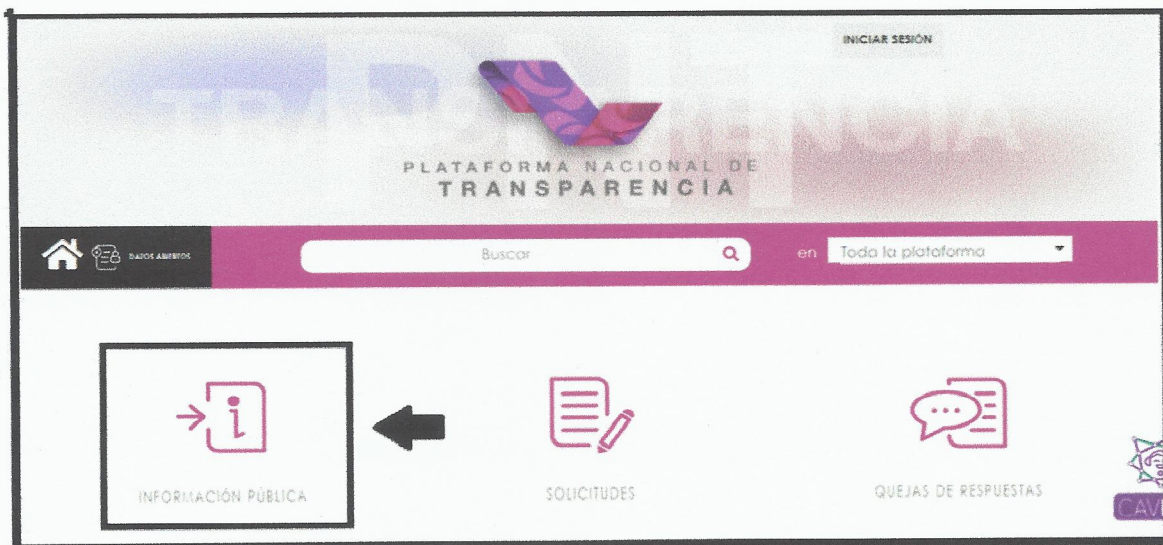 INICIAR SESIÓN
PLATAFORMA NACIONAL DE
TRANSPARENCIA
DATOS ABIERTOS
Buscar
en
Toda la plataforma
INFORMACIÓN PÚBLICA
SOLICITUDES
QUEJAS DE RESPUESTAS